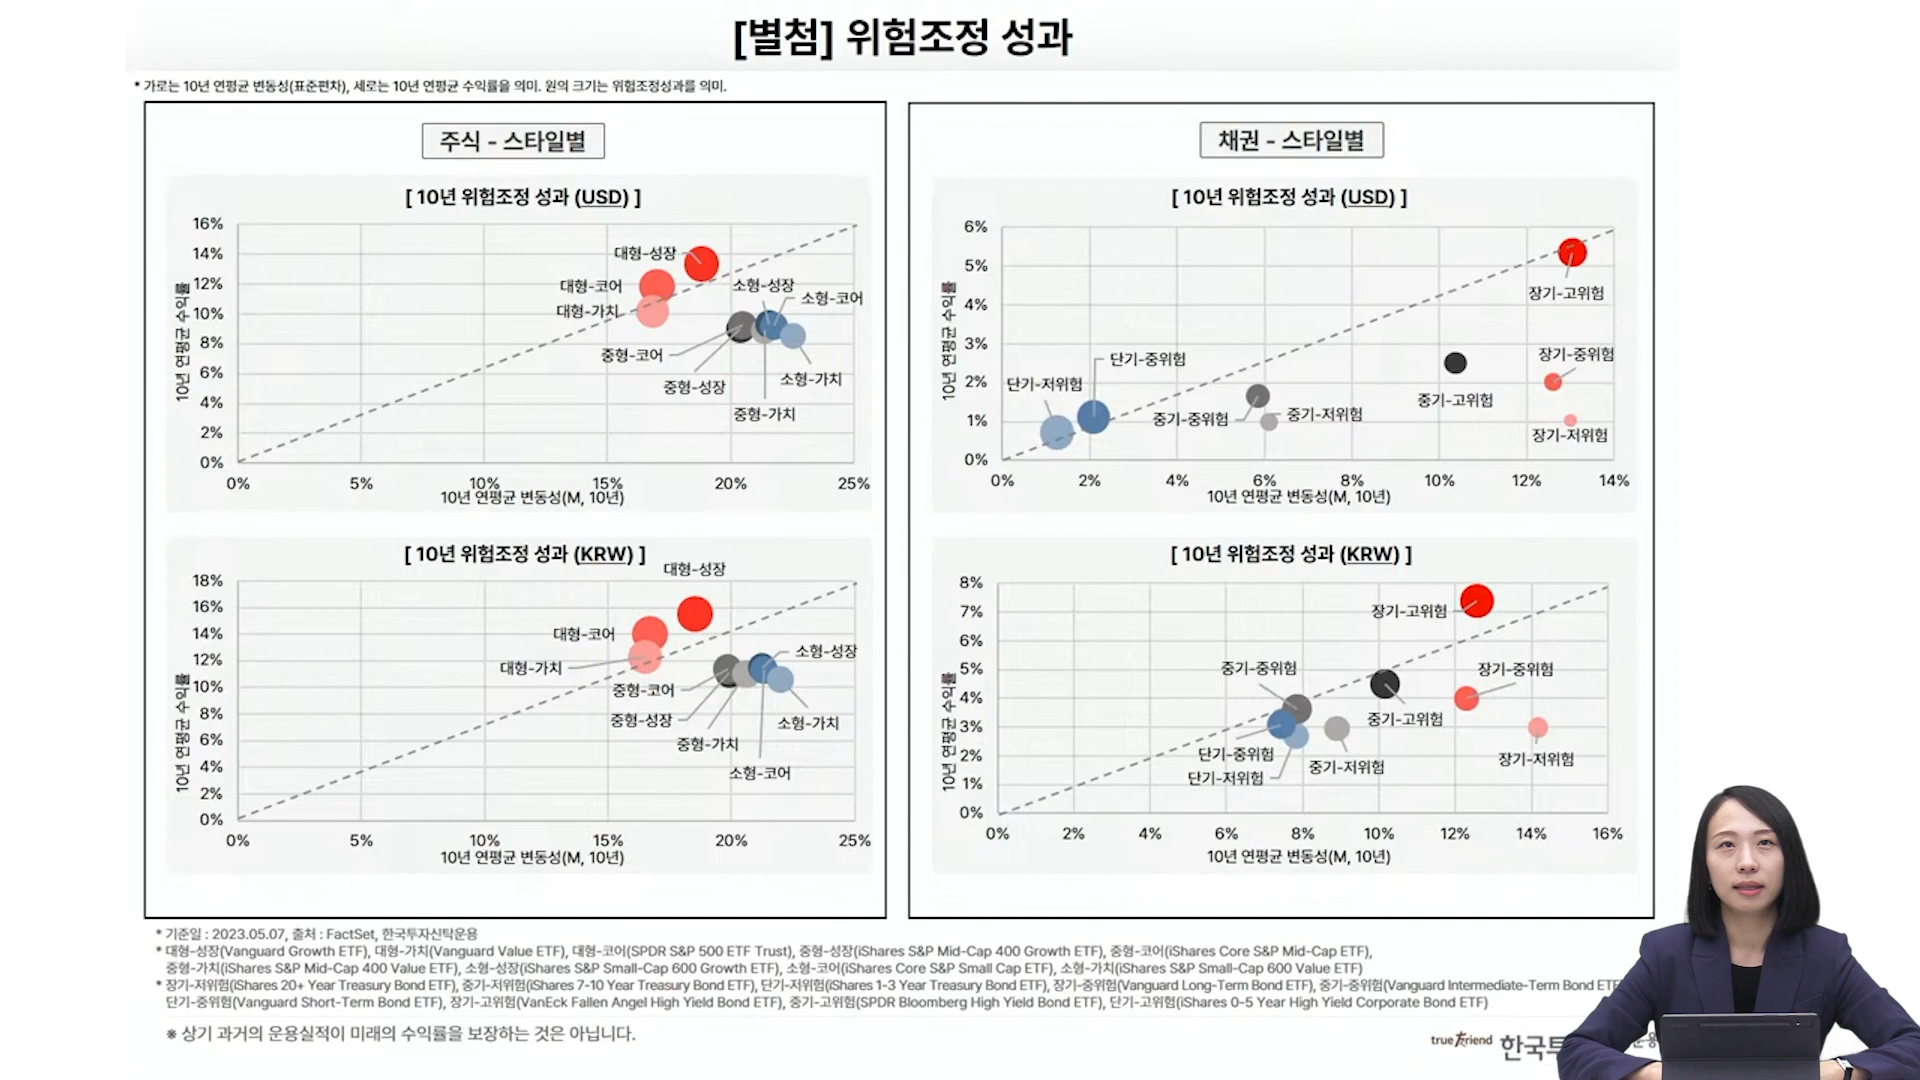 [별첨] 위험조정 성과
* 가로는 10년 연평균 변동성(표준편차), 세로는 10년 연평균 수익률을 의미. 원의 크기는 위험조정성과를 의미.
주식 - 스타일별
[ 10년 위험조정 성과 (USD) ]
10년 연평균 수익률
16%
14%
12%
10%
8%
6%
4%
2%
0%
대형-성장
대형-코어
대형-가치
소형-성장
소형-코어
중형-코어
중형-성장
중형-가치
소형-가치
0% 5% 10% 15% 20% 25%
10년 연평균 변동성(M, 10년)
[ 10년 위험조정 성과 (KRW) ]
10년 연평균 수익률
18%
16%
14%
12%
10%
8%
6%
4%
2%
0%
대형-성장
대형-코어
대형-가치
소형-성장
중형-코어
중형-성장
중형-가치
소형-코어
소형-가치
0% 5% 10% 15% 20% 25%
10년 연평균 변동성(M, 10년)
채권 - 스타일별
[ 10년 위험조정 성과 (USD) ]
10년 연평균 수익률
6%
5%
4%
3%
2%
1%
0%
장기-고위험
장기-중위험
단기-중위험
단기-저위험
중기-고위험
중기-중위험
중기-저위험
장기-저위험
0% 2% 4% 6% 8% 10% 12% 14%
10년 연평균 변동성(M, 10년)
[ 10년 위험조정 성과 (KRW) ]
10년 연평균 수익률
8%
7%
6%
5%
4%
3%
2%
1%
0%
장기-고위험
중기-중위험
장기-중위험
중기-고위험
단기-중위험
단기-저위험
중기-저위험
장기-저위험
0% 2% 4% 6% 8% 10% 12% 14% 16%
10년 연평균 변동성(M, 10년)
* 기준일 : 2023.05.07, 출처 : FactSet, 한국투자신탁운용
* 대형-성장(Vanguard Growth ETF), 대형-가치(Vanguard Value ETF), 대형-코어(SPDR S&P 500 ETF Trust), 중형-성장(iShares S&P Mid-Cap 400 Growth ETF), 중형-코어(iShares Core S&P Mid-Cap ETF),
중형-가치(iShares S&P Mid-Cap 400 Value ETF), 소형-성장(iShares S&P Small-Cap 600 Growth ETF), 소형-코어(iShares Core S&P Small Cap ETF), 소형-가치(iShares S&P Small-Cap 600 Value ETF)
* 장기-저위험(iShares 20+ Year Treasury Bond ETF), 중기-저위험(iShares 7-10 Year Treasury Bond ETF), 단기-저위험(iShares 1-3 Year Treasury Bond ETF), 장기-중위험(Vanguard Long-Term Bond ETF), 중기-중위험(Vanguard Intermediate-Term Bond
단기-중위험(Vanguard Short-Term Bond ETF), 장기-고위험(VanEck Fallen Angel High Yield Bond ETF), 중기-고위험(SPDR Bloomberg High Yield Bond ETF), 단기-고위험(iShares 0-5 Year High Yield Corporate Bond ETF)
※ 상기 과거의 운용실적이 미래의 수익률을 보장하는 것은 아닙니다.
true friend